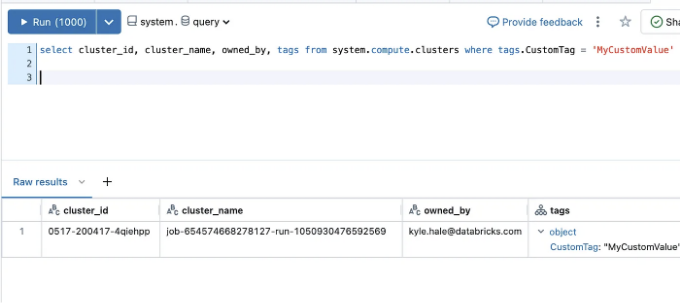 Run (1000) system . query Provide feedback Sha
1 select cluster_id, cluster_name, owned_by, tags from system.compute.clusters where tags.CustomTag = 'MyCustomValue'
2
3
Raw results +
cluster_id cluster_name owned_by tags
1 0517-200417-4qiehpp job-654574668278127-run-1050930476592569 kyle.hale@databricks.com object
CustomTag: "MyCustomValue"